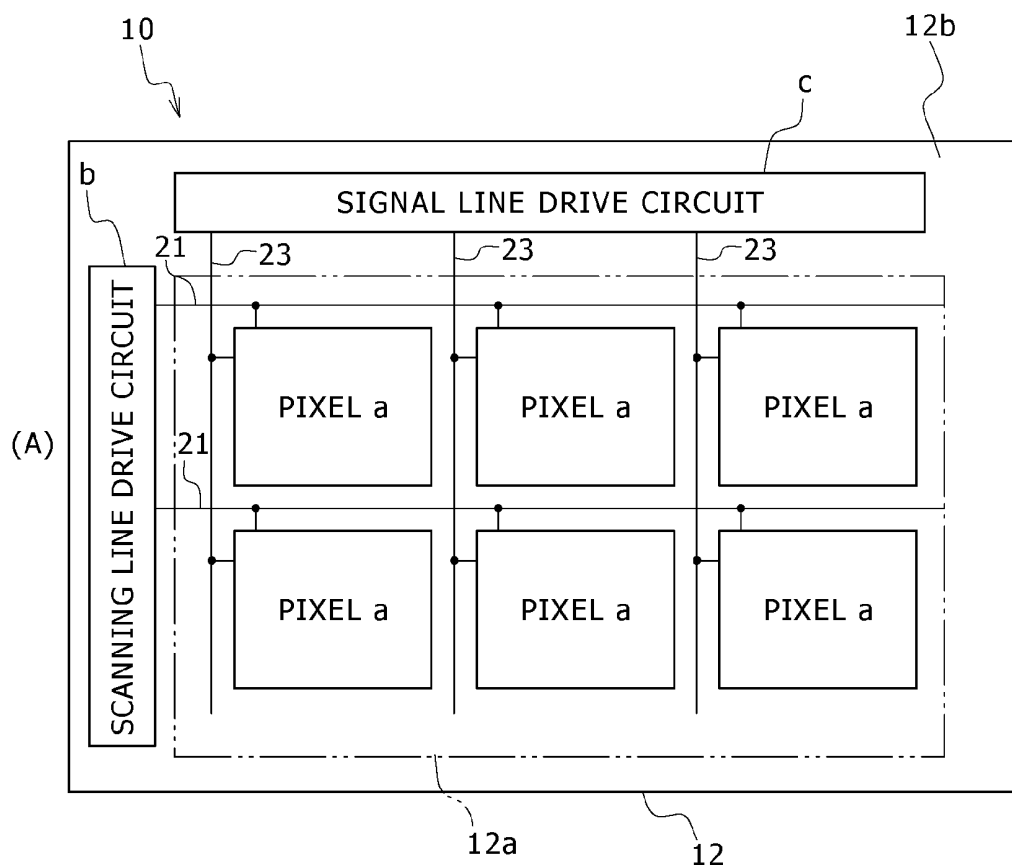 10
12b
c
b
SIGNAL LINE DRIVE CIRCUIT
21
23
23
23
SCANNING LINE DRIVE CIRCUIT
PIXEL a
PIXEL a
PIXEL a
(A)
21
PIXEL a
PIXEL a
PIXEL a
12a
12